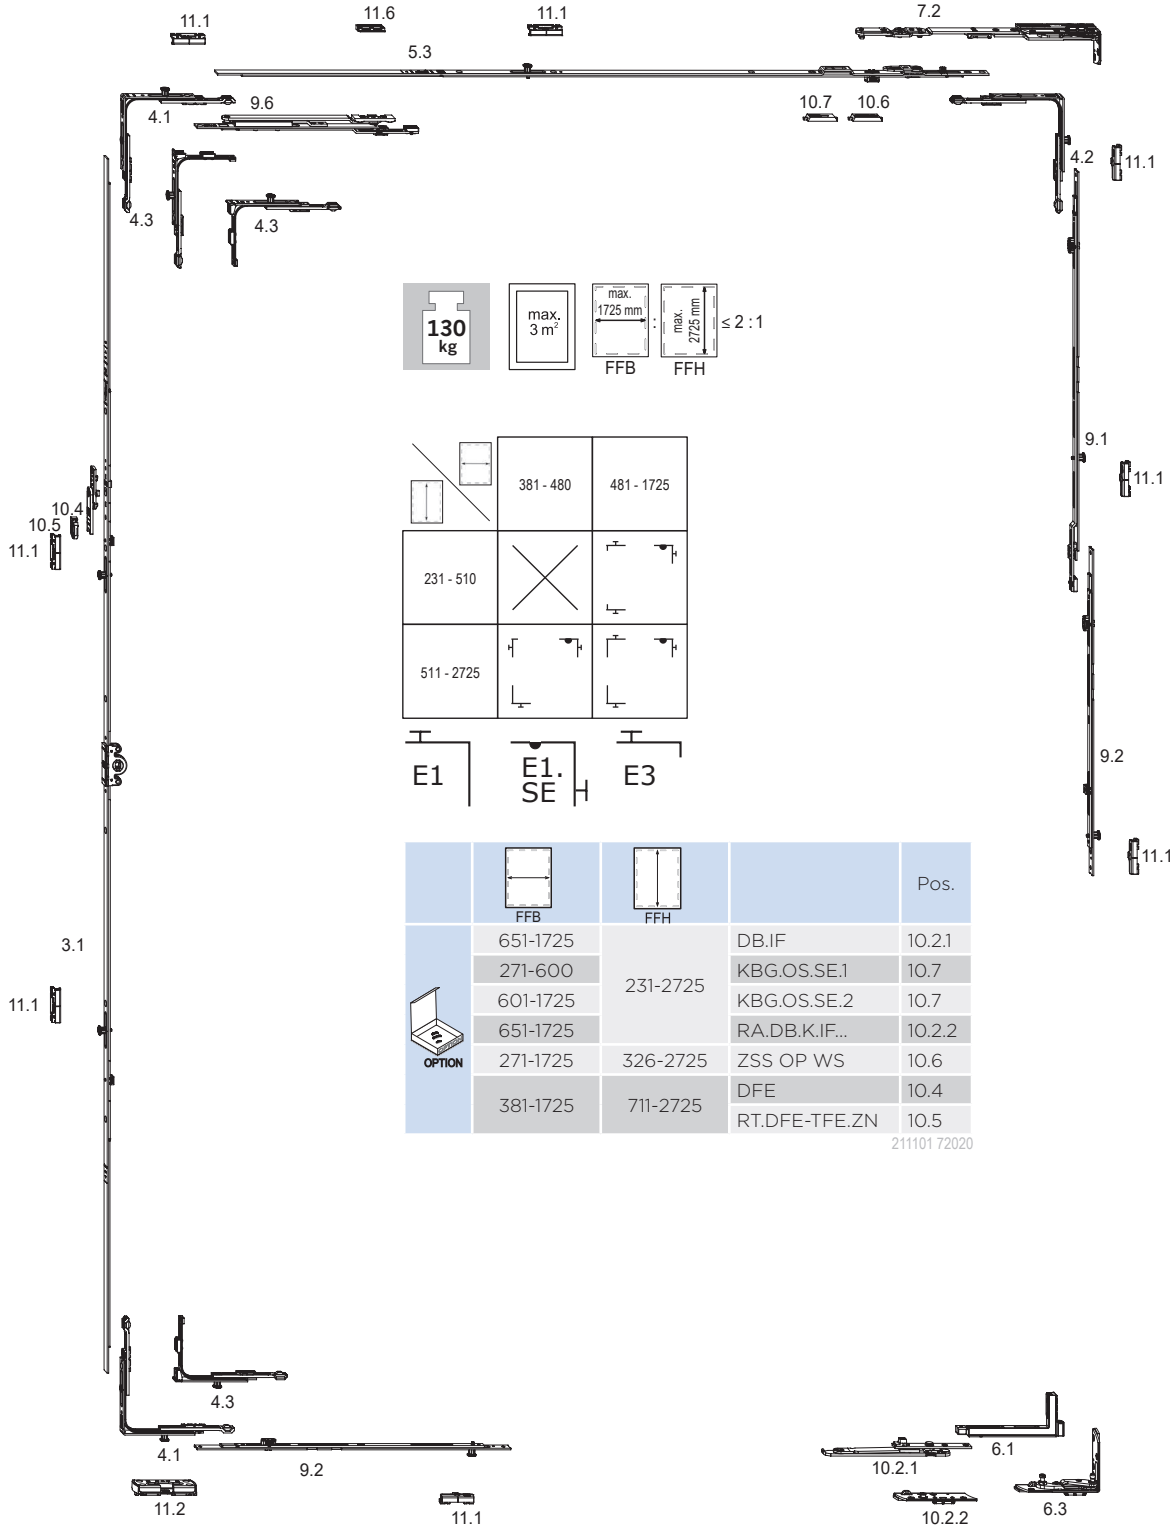 11.1
11.6
11.1
7.2
5.3
4.1
9.6
10.7
10.6
4.2
11.1
4.3
4.3
130
kg
max.
3 m²
max.
1725 mm
:
max.
2725 mm
≤ 2 : 1
FFB
FFH
381 - 480
481 - 1725
231 - 510
511 - 2725
E1
E1.
SE
E3
10.4
10.5
11.1
9.1
11.1
9.2
11.1
3.1
11.1
FFB
FFH
Pos.
OPTION
651-1725
231-2725
DB.IF
10.2.1
271-600
KBG.OS.SE.1
10.7
601-1725
KBG.OS.SE.2
10.7
651-1725
RA.DB.K.IF...
10.2.2
271-1725
326-2725
ZSS OP WS
10.6
381-1725
711-2725
DFE
10.4
RT.DFE-TFE.ZN
10.5
211101 72020
4.3
4.1
9.2
11.2
11.1
10.2.1
6.1
10.2.2
6.3